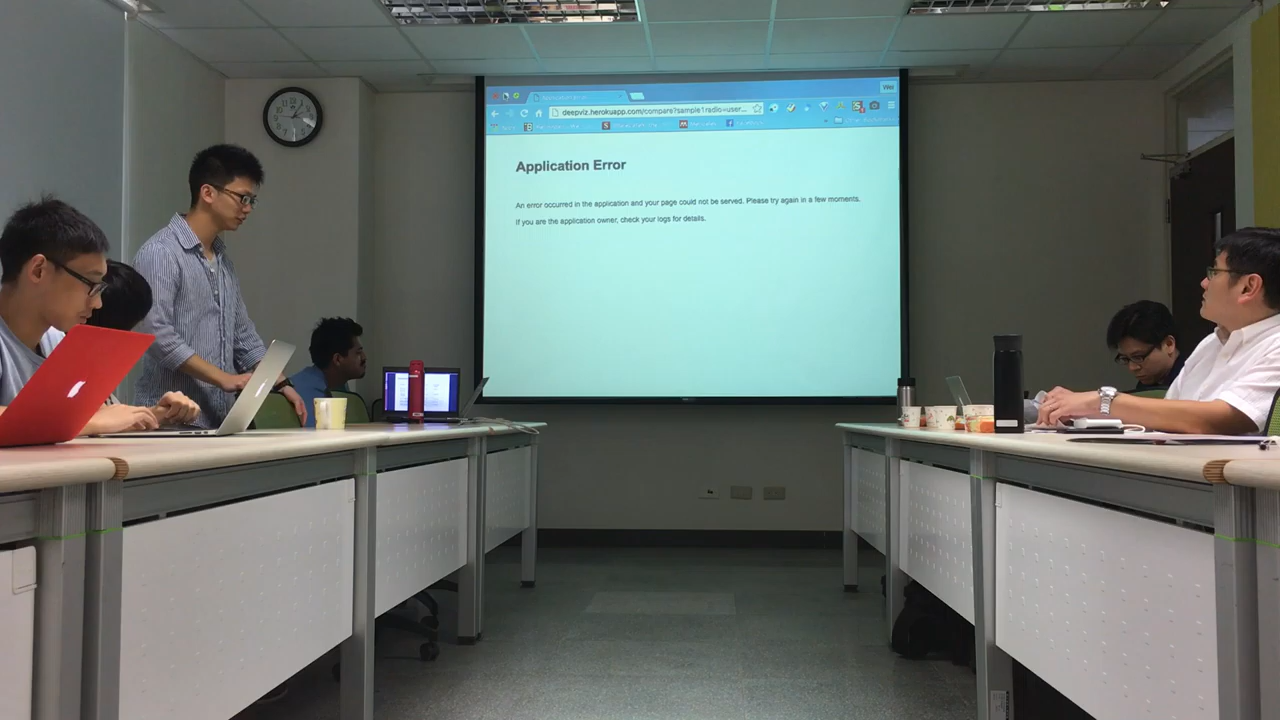 Will
deepviz.herokuapp.com/compare?sample1radio=user...
Application Error
An error occurred in the application and your page could not be served. Please try again in a few moments.
If you are the application owner, check your logs for details.